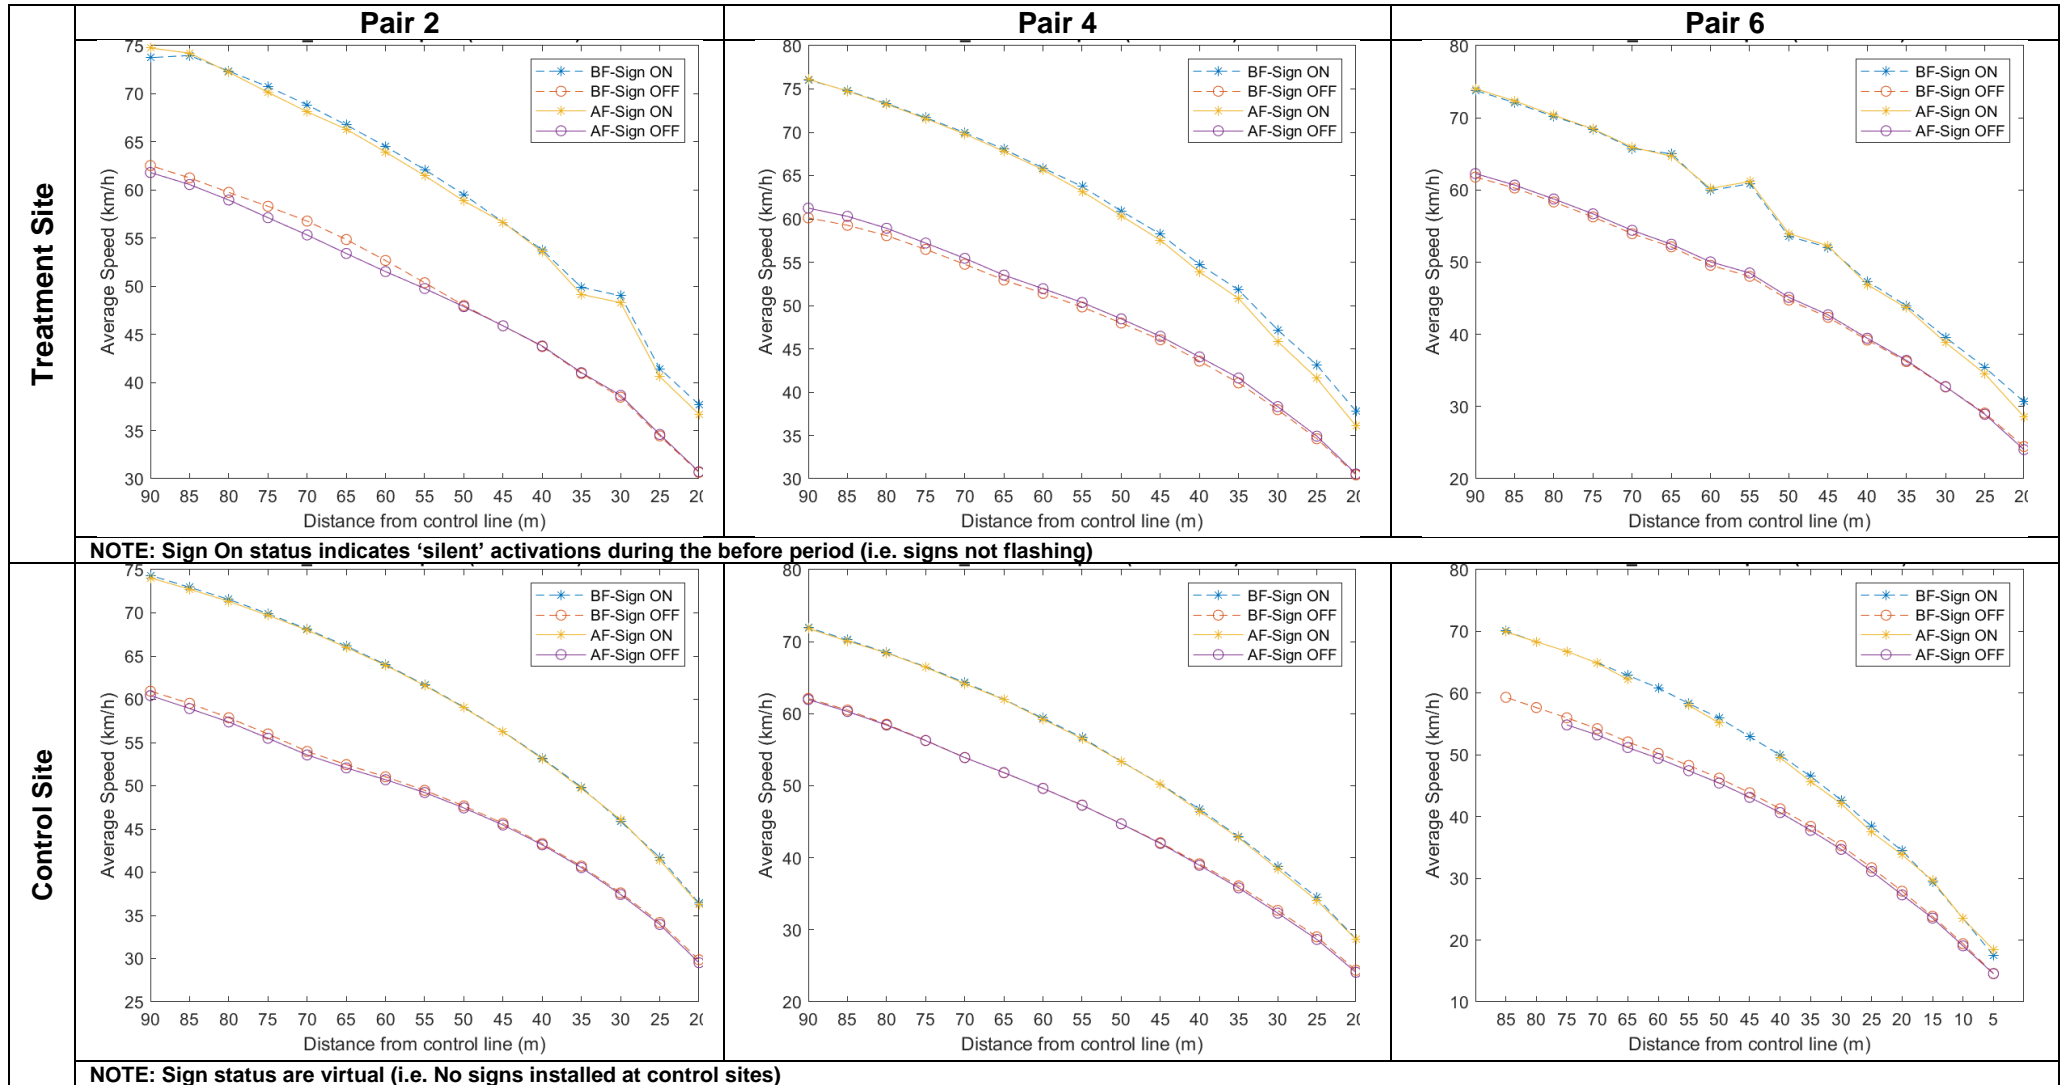 Pair 2
Pair 4
Pair 6
Treatment Site
75
70
65
60
55
50
45
40
35
30
Average Speed (km/h)
BF-Sign ON
BF-Sign OFF
AF-Sign ON
AF-Sign OFF
90 85 80 75 70 65 60 55 50 45 40 35 30 25 20
Distance from control line (m)
80
75
70
65
60
55
50
45
40
35
30
Average Speed (km/h)
BF-Sign ON
BF-Sign OFF
AF-Sign ON
AF-Sign OFF
90 85 80 75 70 65 60 55 50 45 40 35 30 25 20
Distance from control line (m)
80
70
60
50
40
30
20
Average Speed (km/h)
BF-Sign ON
BF-Sign OFF
AF-Sign ON
AF-Sign OFF
90 85 80 75 70 65 60 55 50 45 40 35 30 25 20
Distance from control line (m)
NOTE: Sign On status indicates ‘silent’ activations during the before period (i.e. signs not flashing)
Control Site
75
70
65
60
55
50
45
40
35
30
25
Average Speed (km/h)
BF-Sign ON
BF-Sign OFF
AF-Sign ON
AF-Sign OFF
90 85 80 75 70 65 60 55 50 45 40 35 30 25 20
Distance from control line (m)
80
70
60
50
40
30
20
Average Speed (km/h)
BF-Sign ON
BF-Sign OFF
AF-Sign ON
AF-Sign OFF
90 85 80 75 70 65 60 55 50 45 40 35 30 25 20
Distance from control line (m)
80
70
60
50
40
30
20
10
Average Speed (km/h)
BF-Sign ON
BF-Sign OFF
AF-Sign ON
AF-Sign OFF
85 80 75 70 65 60 55 50 45 40 35 30 25 20 15 10 5
Distance from control line (m)
NOTE: Sign status are virtual (i.e. No signs installed at control sites)